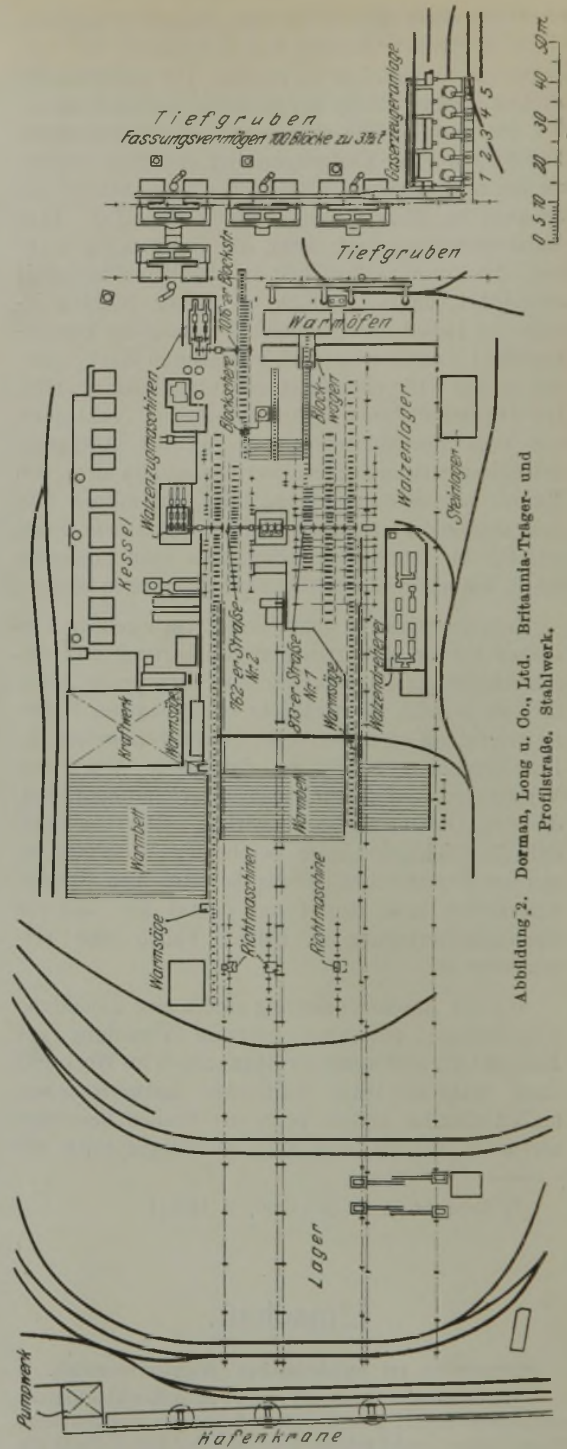 Tiefgruben
Fassungsvermögen 100 Blöcke zu 3½ t
Gaserzeugeranlage
1 2 3 4 5
0 5 10 20 30 40 50 m.
Tiefgruben
Warmöfen
1016-er Blockstr.
Blockschere
Block-
wagen
Walzenzugmaschinen
Kessel
Walzenlager
Steinlager
762-er Straße
Nr. 2
813-er Straße
Nr. 1
Warmsäge
Walzendreherei
Kraftwerk
Warmsäge
Warmbett
Warmbett
Warmsäge
Richtmaschinen
Richtmaschine
Lager
Pumpwerk
Hafenkrane
Abbildung 2. Dorman, Long u. Co., Ltd. Britannia-Träger- und
Profilstraße. Stahlwerk.